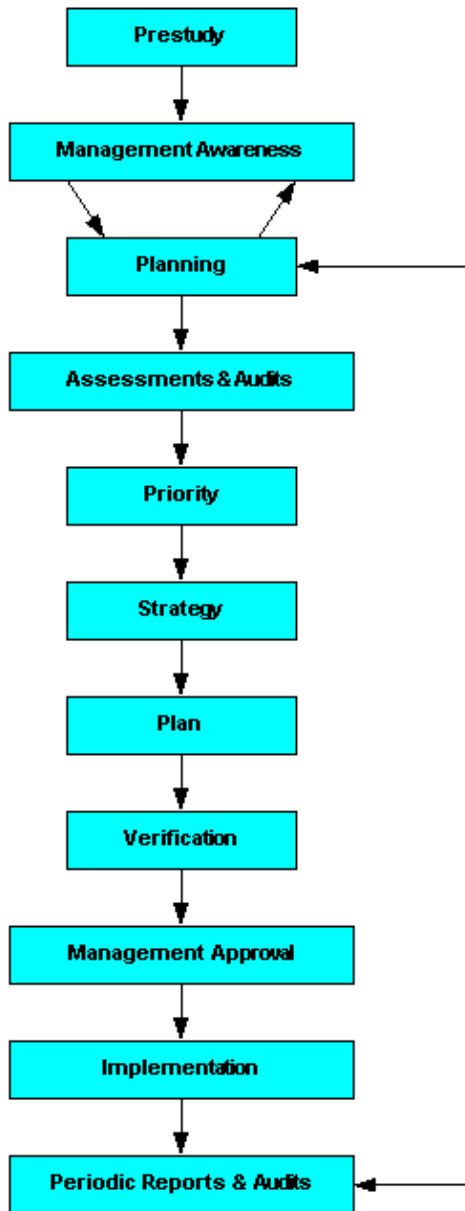 Prestudy
Management Awareness
Planning
Assessments & Audits
Priority
Strategy
Plan
Verification
Management Approval
Implementation
Periodic Reports & Audits